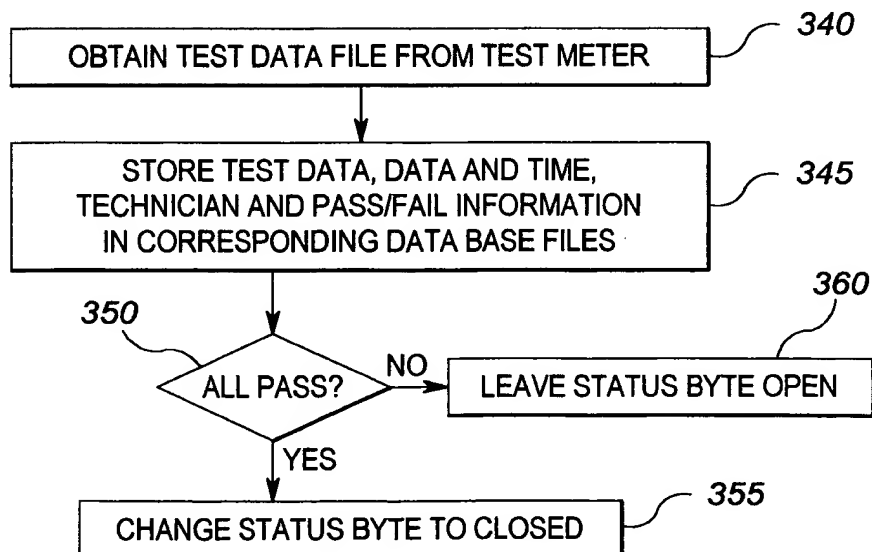 340
OBTAIN TEST DATA FILE FROM TEST METER
345
STORE TEST DATA, DATA AND TIME,
TECHNICIAN AND PASS/FAIL INFORMATION
IN CORRESPONDING DATA BASE FILES
350
360
ALL PASS?
NO
LEAVE STATUS BYTE OPEN
YES
355
CHANGE STATUS BYTE TO CLOSED